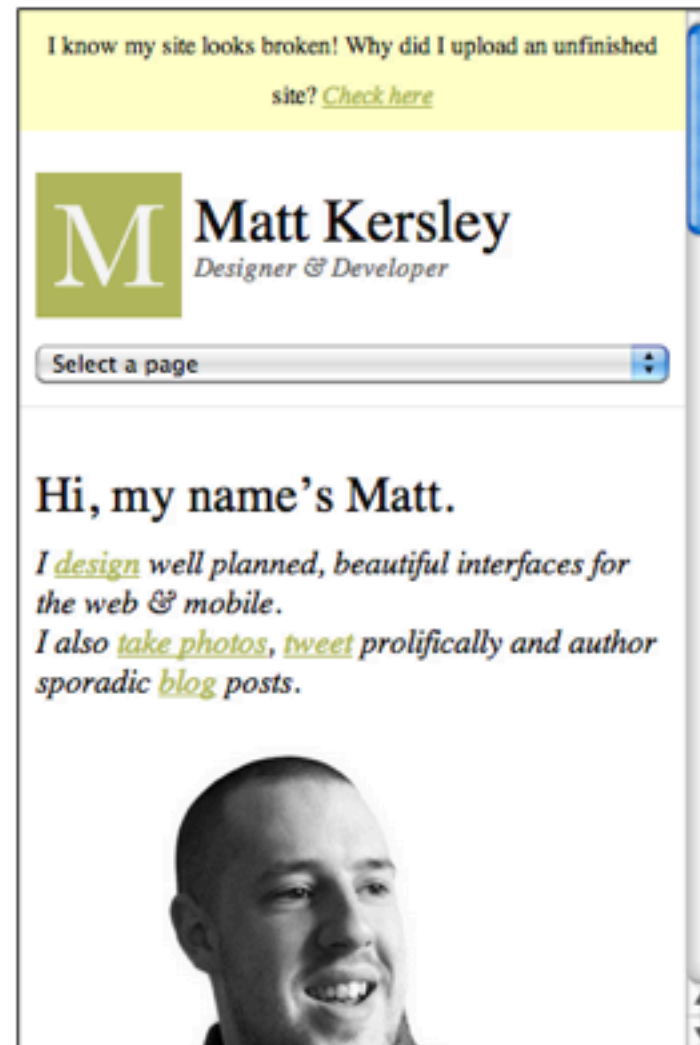 I know my site looks broken! Why did I upload an unfinished
site? Check here
M
Matt Kersley
Designer & Developer
Select a page
Hi, my name’s Matt.
I design well planned, beautiful interfaces for
the web & mobile.
I also take photos, tweet prolifically and author
sporadic blog posts.